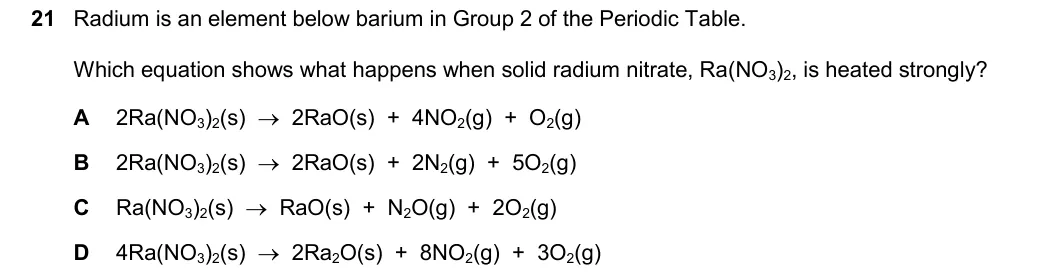 21 Radium is an element below barium in Group 2 of the Periodic Table.
Which equation shows what happens when solid radium nitrate, Ra(NO₃)₂, is heated strongly?
A 2Ra(NO₃)₂(s) → 2RaO(s) + 4NO₂(g) + O₂(g)
B 2Ra(NO₃)₂(s) → 2RaO(s) + 2N₂(g) + 5O₂(g)
C Ra(NO₃)₂(s) → RaO(s) + N₂O(g) + 2O₂(g)
D 4Ra(NO₃)₂(s) → 2Ra₂O(s) + 8NO₂(g) + 3O₂(g)